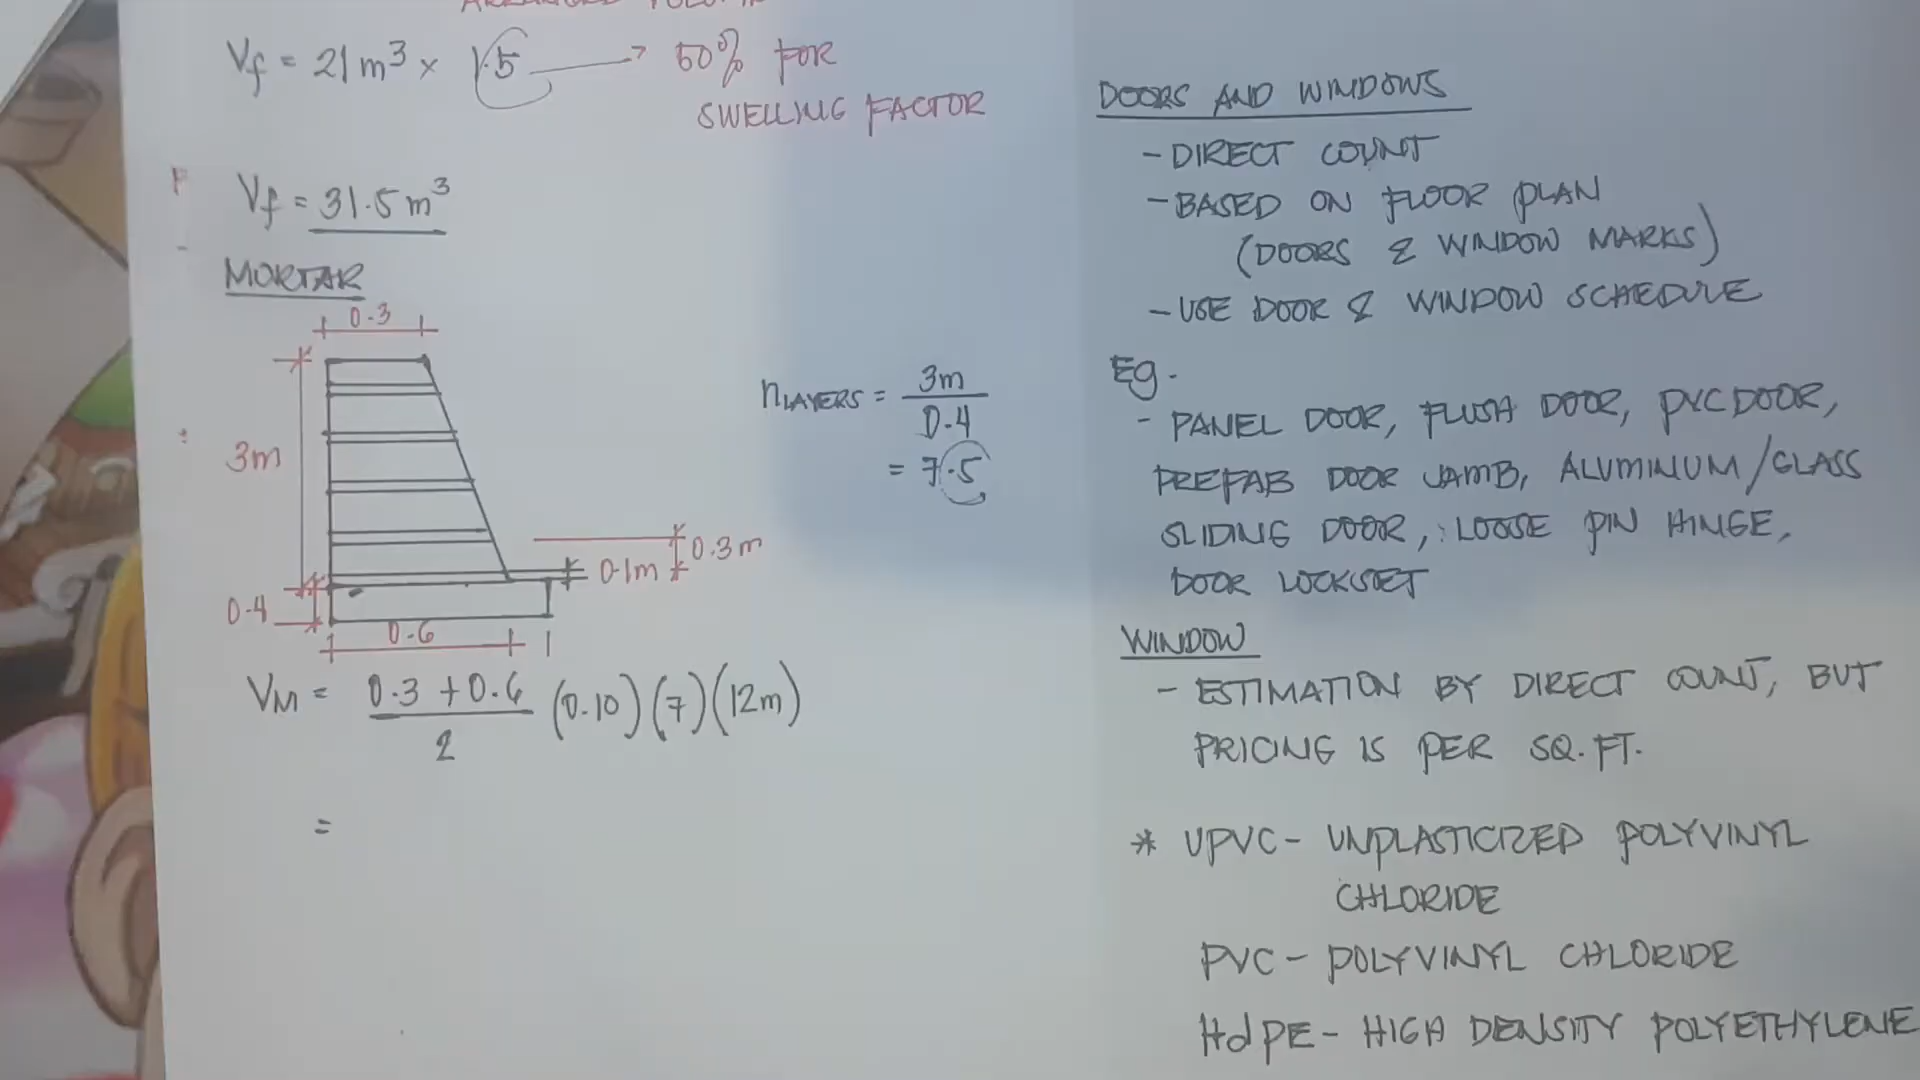 Vf = 21m³ x 1.5 → 50% FOR
SWELLING FACTOR
Vf = 31.5 m³
MORTAR
0.3
3m
0.3m
0.1m
0.4
0.6
nLAYERS = 3m
0.4
= 7.5
VM = 0.3 + 0.6 (0.10)(7)(12m)
2
=
DOORS AND WINDOWS
- DIRECT COUNT
- BASED ON FLOOR PLAN
(DOORS & WINDOW MARKS)
- USE DOOR & WINDOW SCHEDULE
Eg.
- PANEL DOOR, FLUSH DOOR, PVC DOOR,
PREFAB DOOR JAMB, ALUMINUM/GLASS
SLIDING DOOR, LOOSE PIN HINGE,
DOOR LOCKSET
WINDOW
- ESTIMATION BY DIRECT COUNT, BUT
PRICING IS PER SQ.FT.
* UPVC - UNPLASTICIZED POLYVINYL
CHLORIDE
PVC - POLYVINYL CHLORIDE
HdPE - HIGH DENSITY POLYETHYLENE